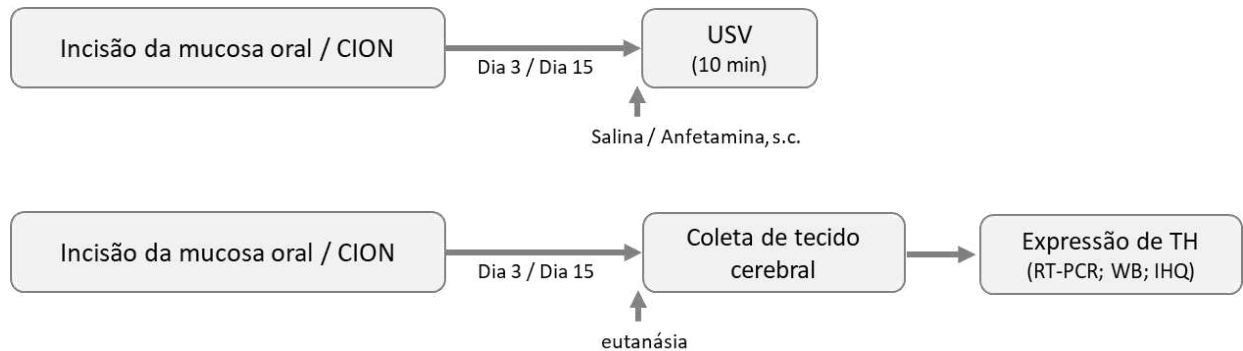 Incisão da mucosa oral / CION
Dia 3 / Dia 15
USV
(10 min)
Salina / Anfetamina, s.c.
Incisão da mucosa oral / CION
Dia 3 / Dia 15
Coleta de tecido
cerebral
Expressão de TH
(RT-PCR; WB; IHQ)
eutanásia